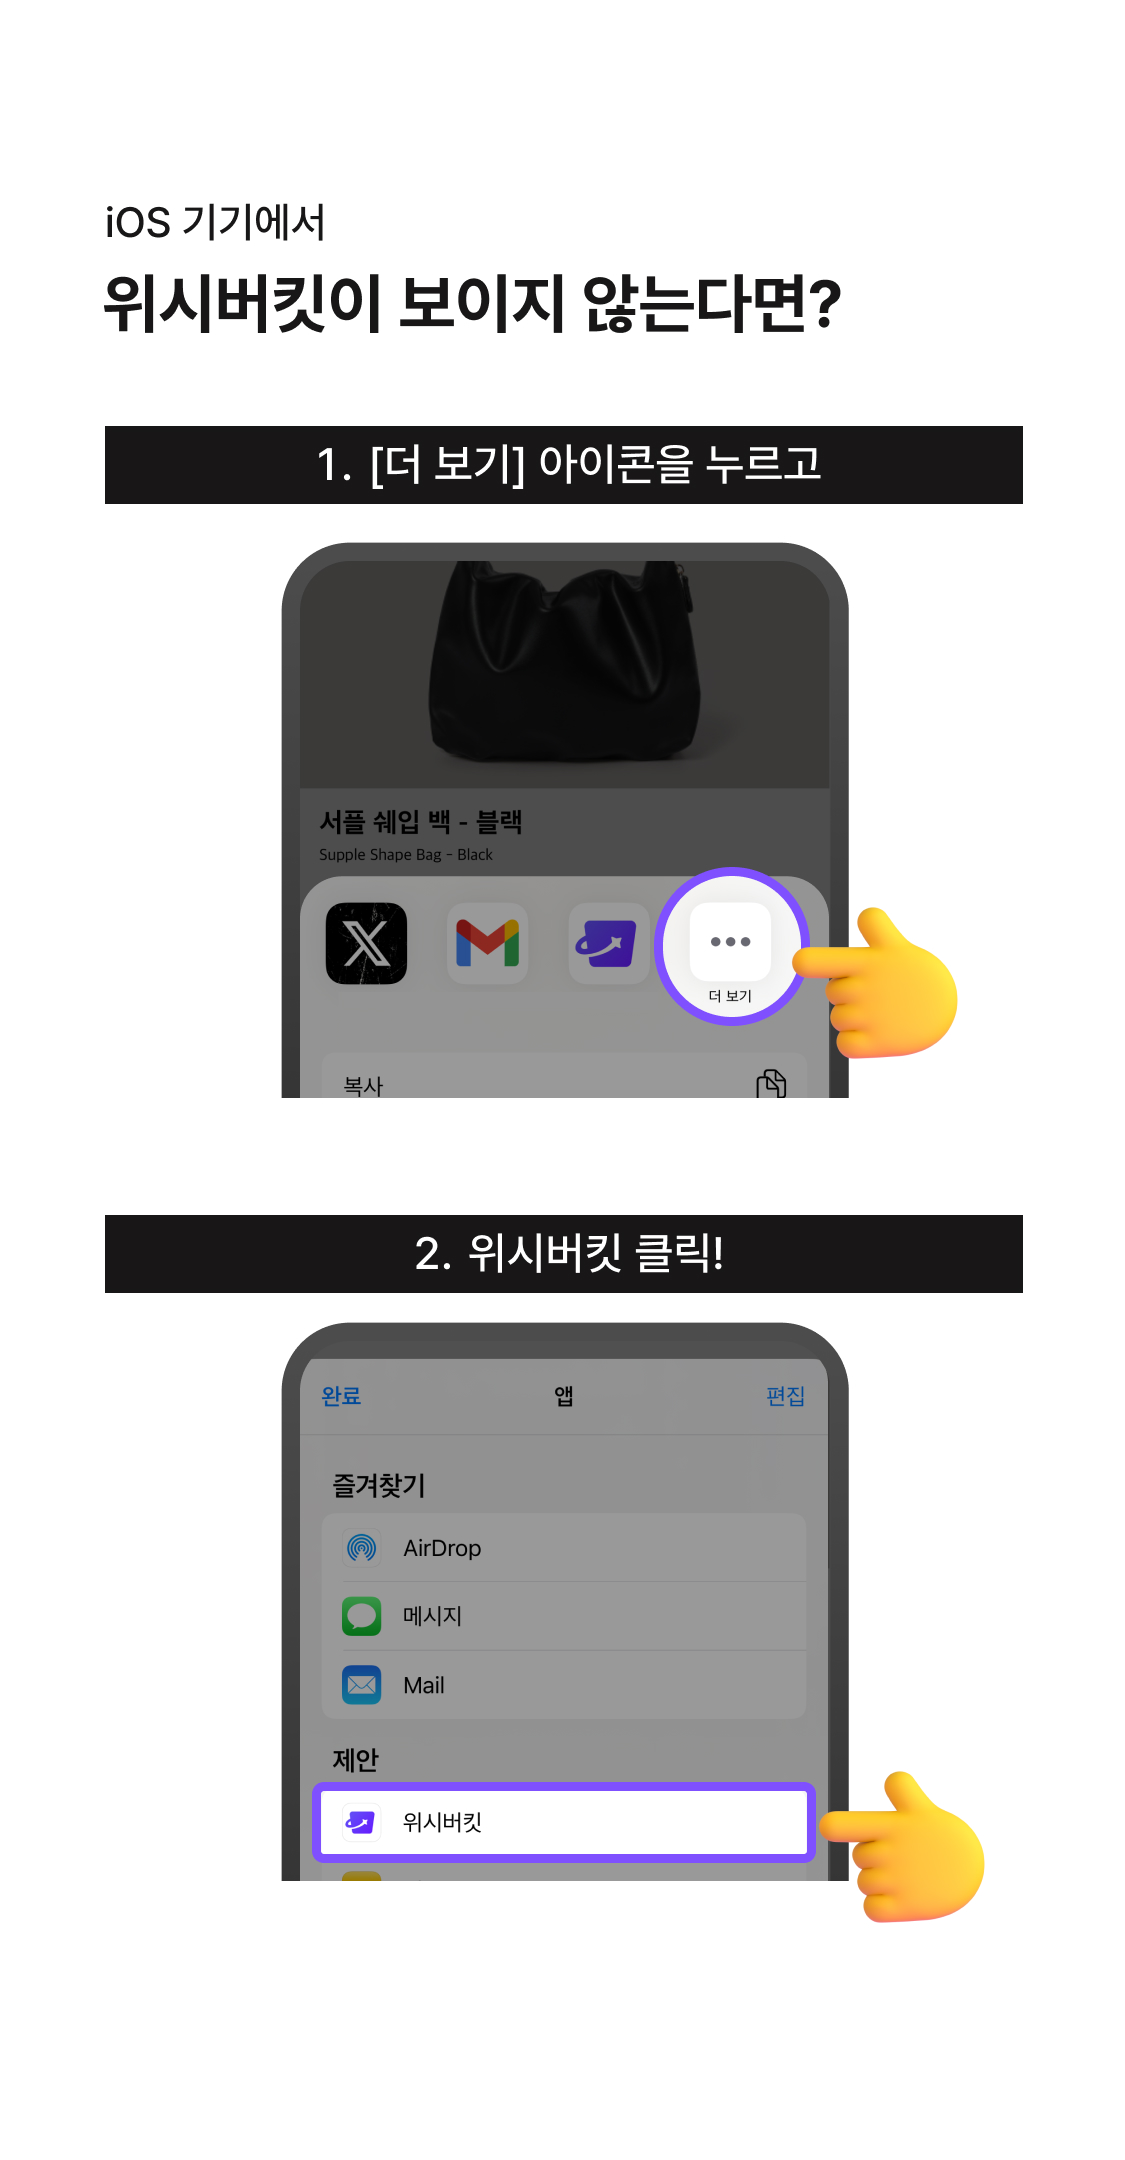 iOS 기기에서
위시버킷이 보이지 않는다면?
1. [더 보기] 아이콘을 누르고
서플 쉐입 백 - 블랙
Supple Shape Bag - Black
더 보기
복사
2. 위시버킷 클릭!
완료 앱 편집
즐겨찾기
AirDrop
메시지
Mail
제안
위시버킷